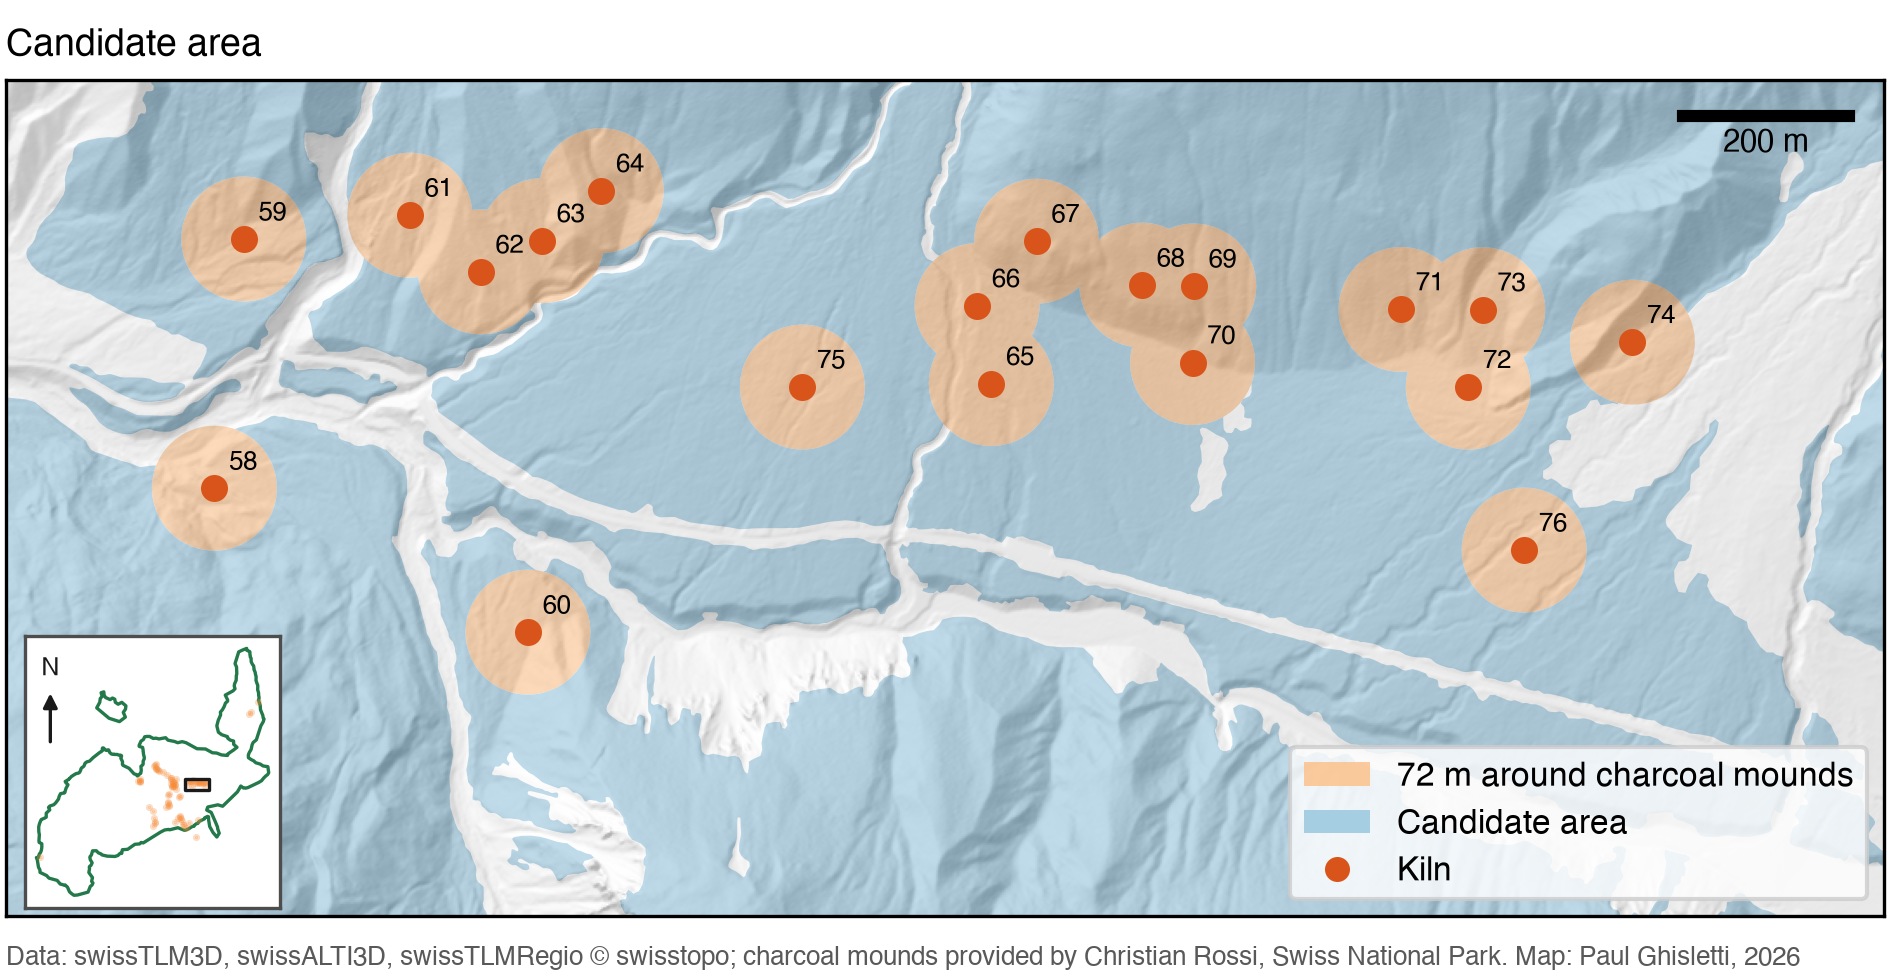 Candidate area
200 m
64
61
59
67
63
62
68
69
66
71
73
74
70
75
65
72
58
76
60
N
72 m around charcoal mounds
Candidate area
Kiln
Data: swissTLM3D, swissALTI3D, swissTLMRegio © swisstopo; charcoal mounds provided by Christian Rossi, Swiss National Park. Map: Paul Ghisletti, 2026